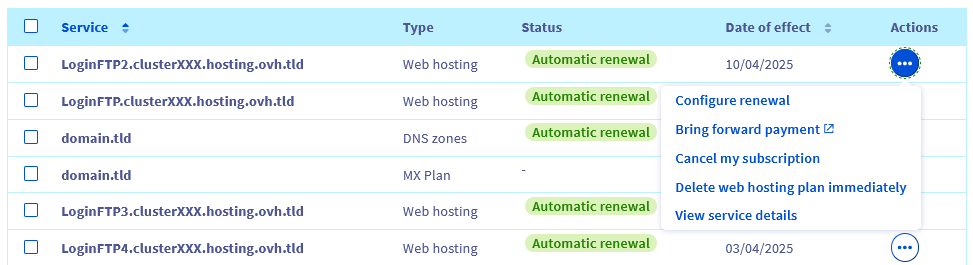 Service Type Status Date of effect Actions
LoginFTP2.clusterXXX.hosting.ovh.tld Web hosting Automatic renewal 10/04/2025
LoginFTP.clusterXXX.hosting.ovh.tld Web hosting Automatic renewal
domain.tld DNS zones Automatic renewal
domain.tld MX Plan -
LoginFTP3.clusterXXX.hosting.ovh.tld Web hosting Automatic renewal
LoginFTP4.clusterXXX.hosting.ovh.tld Web hosting Automatic renewal 03/04/2025
Configure renewal
Bring forward payment
Cancel my subscription
Delete web hosting plan immediately
View service details